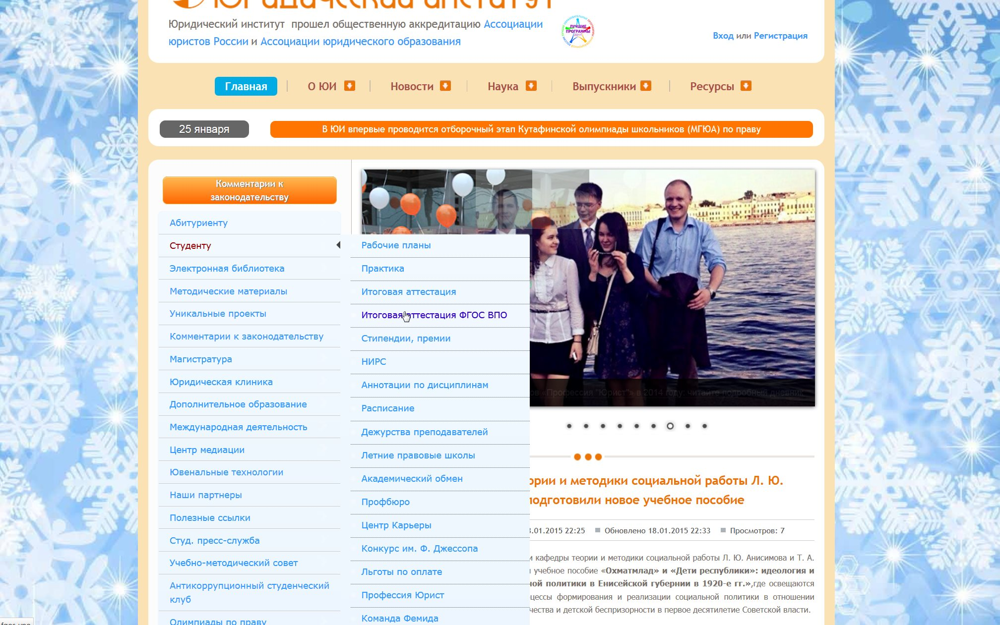 Юридический институт
Юридический институт прошел общественную аккредитацию Ассоциации
юристов России и Ассоциации юридического образования
ЛУЧШИЕ
ПРОГРАММЫ
2011
Вход или Регистрация
Главная
О ЮИ
Новости
Наука
Выпускники
Ресурсы
25 января
В ЮИ впервые проводится отборочный этап Кутафинской олимпиады школьников (МГЮА) по праву
Комментарии к
законодательству
Абитуриенту
Студенту
Электронная библиотека
Методические материалы
Уникальные проекты
Комментарии к законодательству
Магистратура
Юридическая клиника
Дополнительное образование
Международная деятельность
Центр медиации
Ювенальные технологии
Наши партнеры
Полезные ссылки
Студ. пресс-служба
Учебно-методический совет
Антикоррупционный студенческий
клуб
Олимпиады по праву
Рабочие планы
Практика
Итоговая аттестация
Итоговая аттестация ФГОС ВПО
Стипендии, премии
НИРС
Аннотации по дисциплинам
Расписание
Дежурства преподавателей
Летние правовые школы
Академический обмен
Профбюро
Центр Карьеры
Конкурс им. Ф. Джессопа
Льготы по оплате
Профессия Юрист
Команда Фемида
ов «Профессия "Юрист"» в 2014 году: читайте подробный дневник
ории и методики социальной работы Л. Ю.
подготовили новое учебное пособие
.01.2015 22:25 Обновлено 18.01.2015 22:33 Просмотров: 7
и кафедры теории и методики социальной работы Л. Ю. Анисимова и Т. А.
учебное пособие «Охматмлад» и «Дети республики»: идеология и
ной политики в Енисейской губернии в 1920-е гг.»,где освещаются
цессы формирования и реализации социальной политики в отношении
чества и детской беспризорности в первое десятилетие Советской власти.